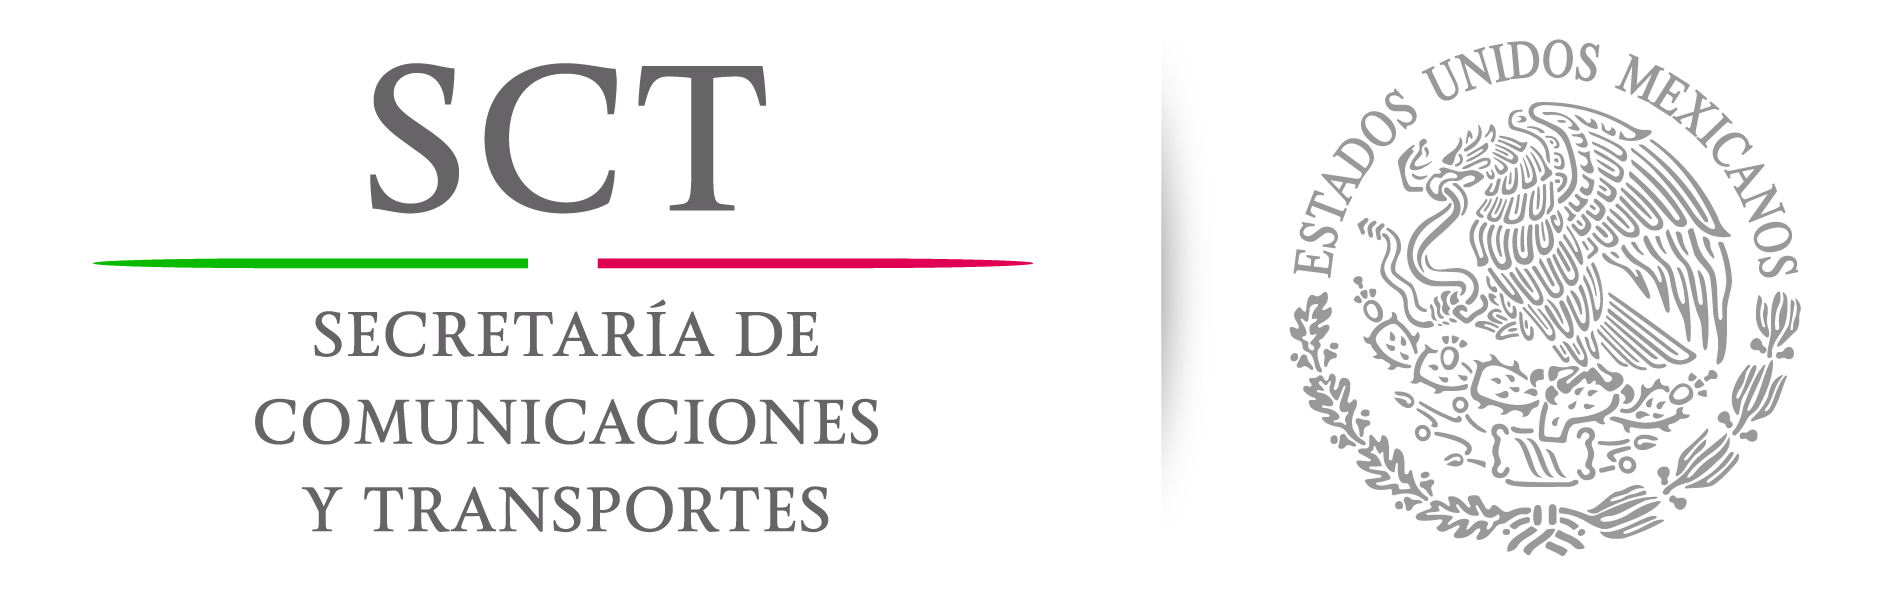 SCT
SECRETARÍA DE
COMUNICACIONES
Y TRANSPORTES
ESTADOS UNIDOS MEXICANOS